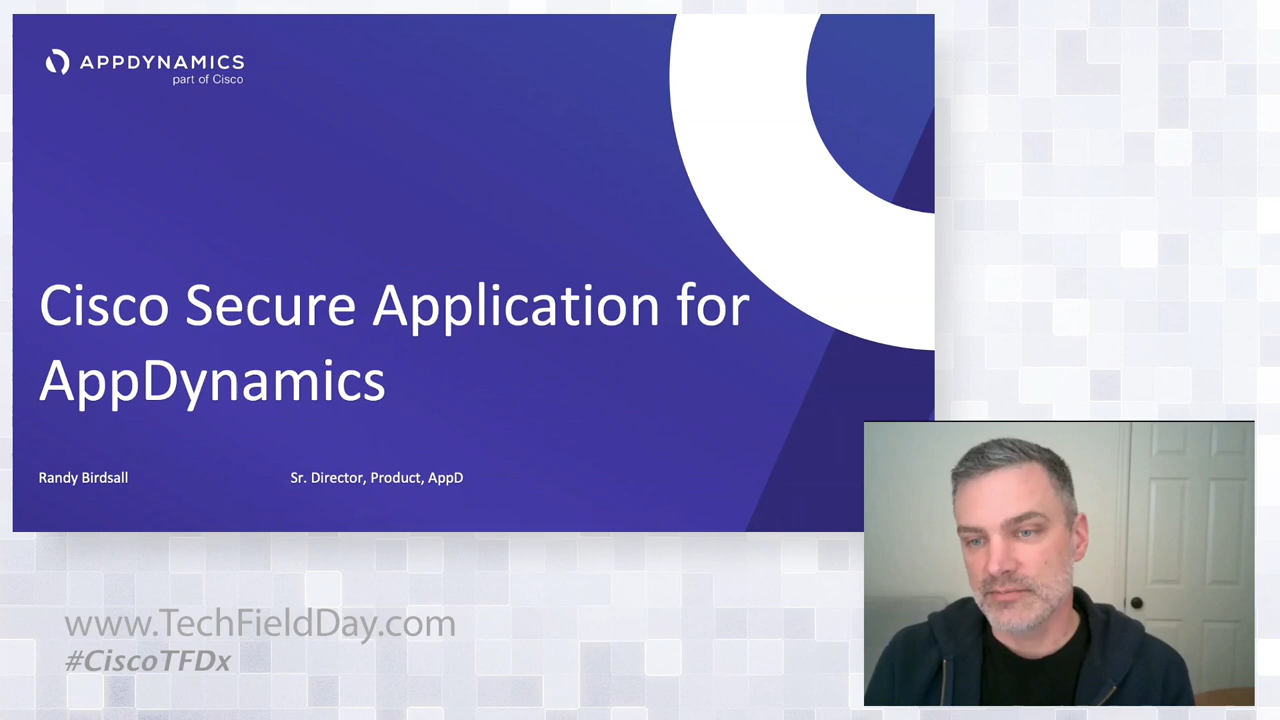 APPDYNAMICS
part of Cisco
Cisco Secure Application for
AppDynamics
Randy Birdsall
Sr. Director, Product, AppD
www.TechFieldDay.com
#CiscoTFDx